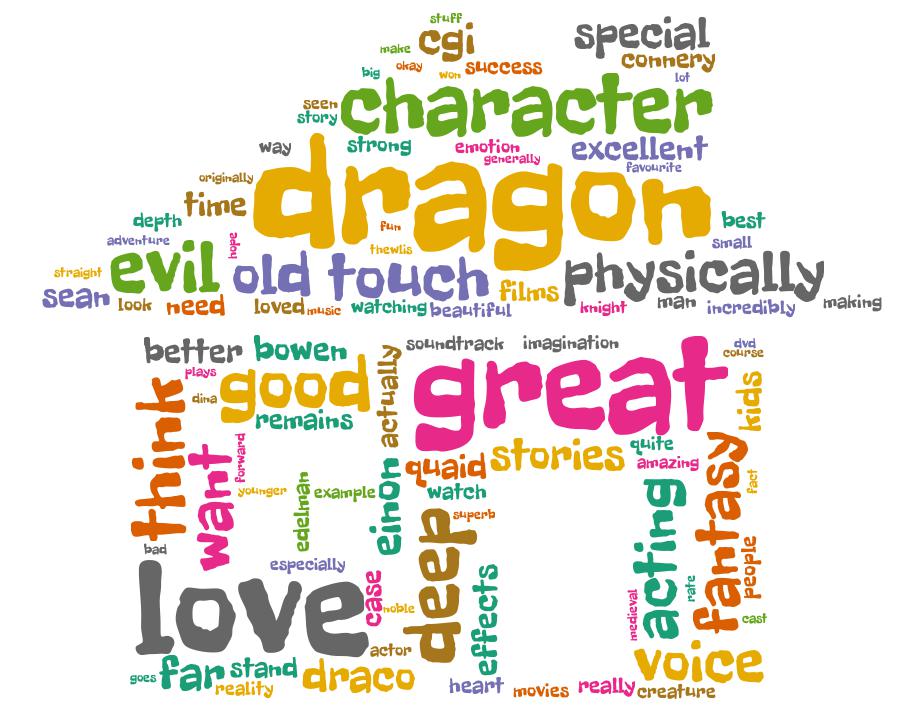 stuff
cgi special
make connery
big okay won success lot
seen character
story
way strong emotion excellent
generally favourite
originally dragon
time
depth fun best
adventure hope thewlis small
straight evil old touch films physically
sean look need loved music watching beautiful knight man incredibly making
better bowen actually soundtrack imagination great dvd
course
plays good kids
dina
think remains stories quite
want forward quaid amazing fantasy
younger edelman example einon watch acting fact
superb
bad deep
especially people
love case effects rate
noble medieval cast
actor voice
goes far stand draco
reality heart movies really creature